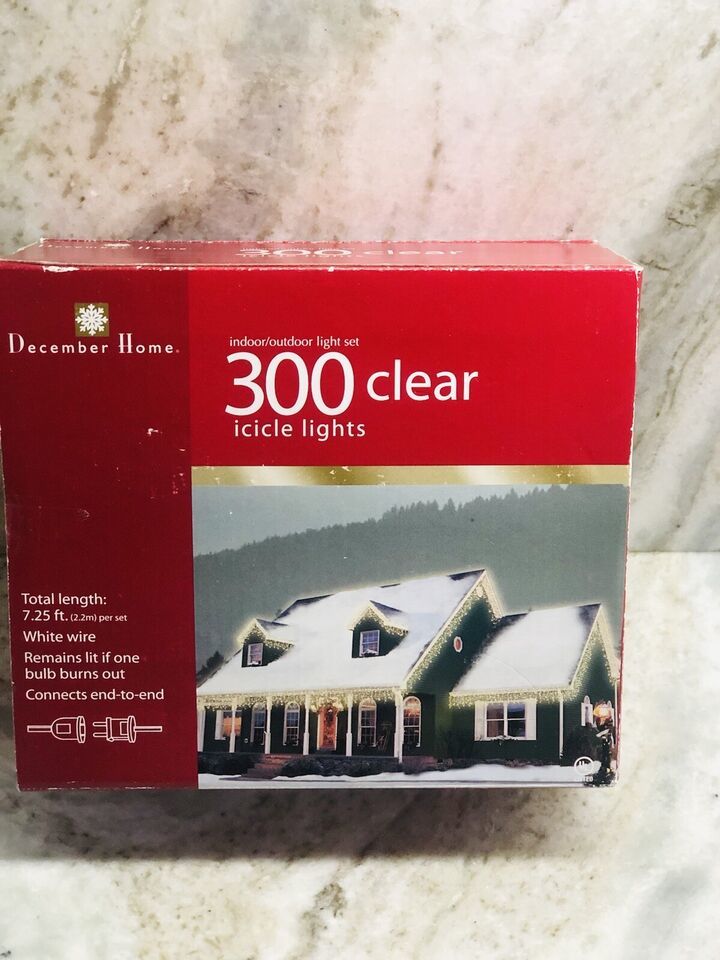 300 clear
December Home.
indoor/outdoor light set
300 clear
icicle lights
Total length:
7.25 ft. (2.2m) per set
White wire
Remains lit if one
bulb burns out
Connects end-to-end
UL